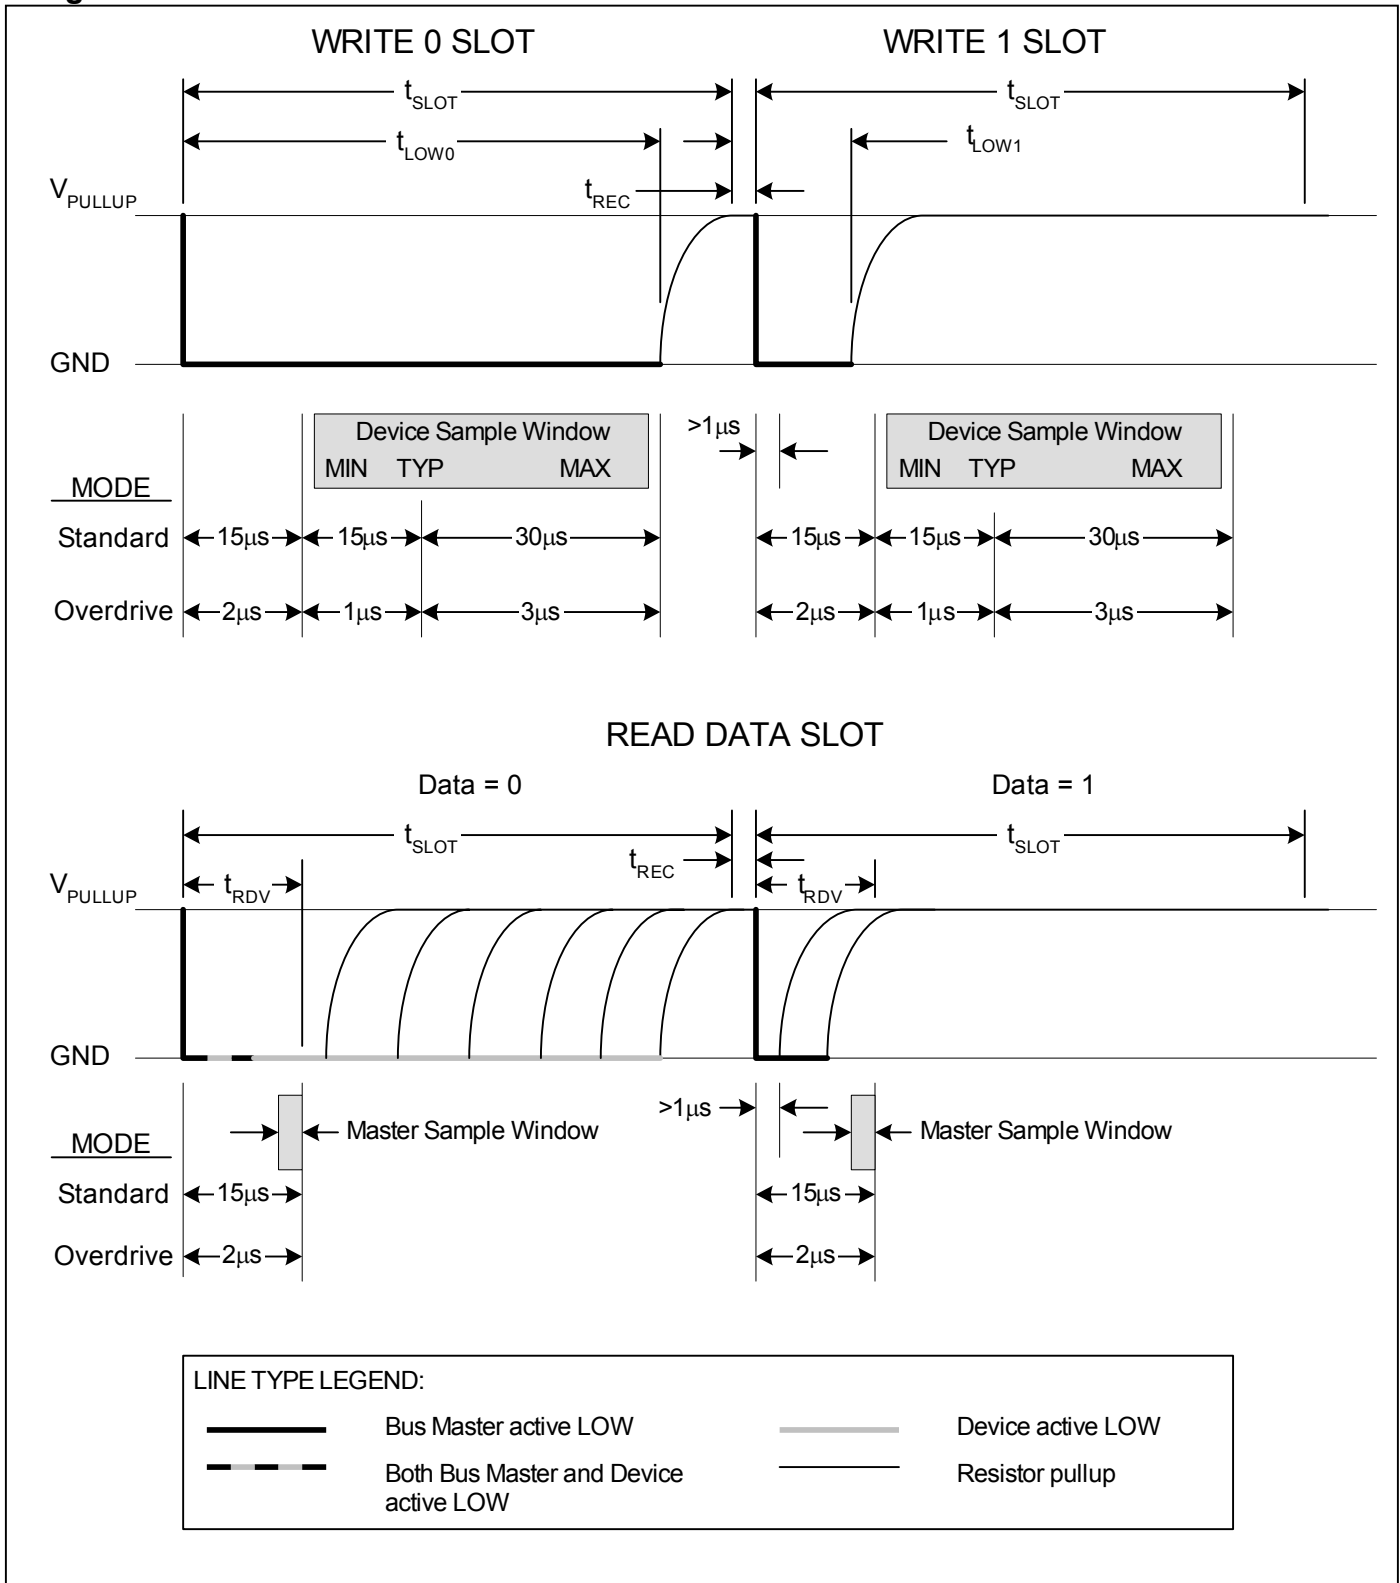 WRITE 0 SLOT WRITE 1 SLOT
tSLOT tSLOT
tLOW0 tLOW1
VPULLUP tREC
GND
Device Sample Window >1µs Device Sample Window
MIN TYP MAX MIN TYP MAX
MODE
Standard 15µs 15µs 30µs 15µs 15µs 30µs
Overdrive 2µs 1µs 3µs 2µs 1µs 3µs
READ DATA SLOT
Data = 0 Data = 1
tSLOT tSLOT
tREC
VPULLUP tRDV tRDV
GND
>1µs
MODE Master Sample Window Master Sample Window
Standard 15µs 15µs
Overdrive 2µs 2µs
LINE TYPE LEGEND:
Bus Master active LOW Device active LOW
Both Bus Master and Device Resistor pullup
active LOW